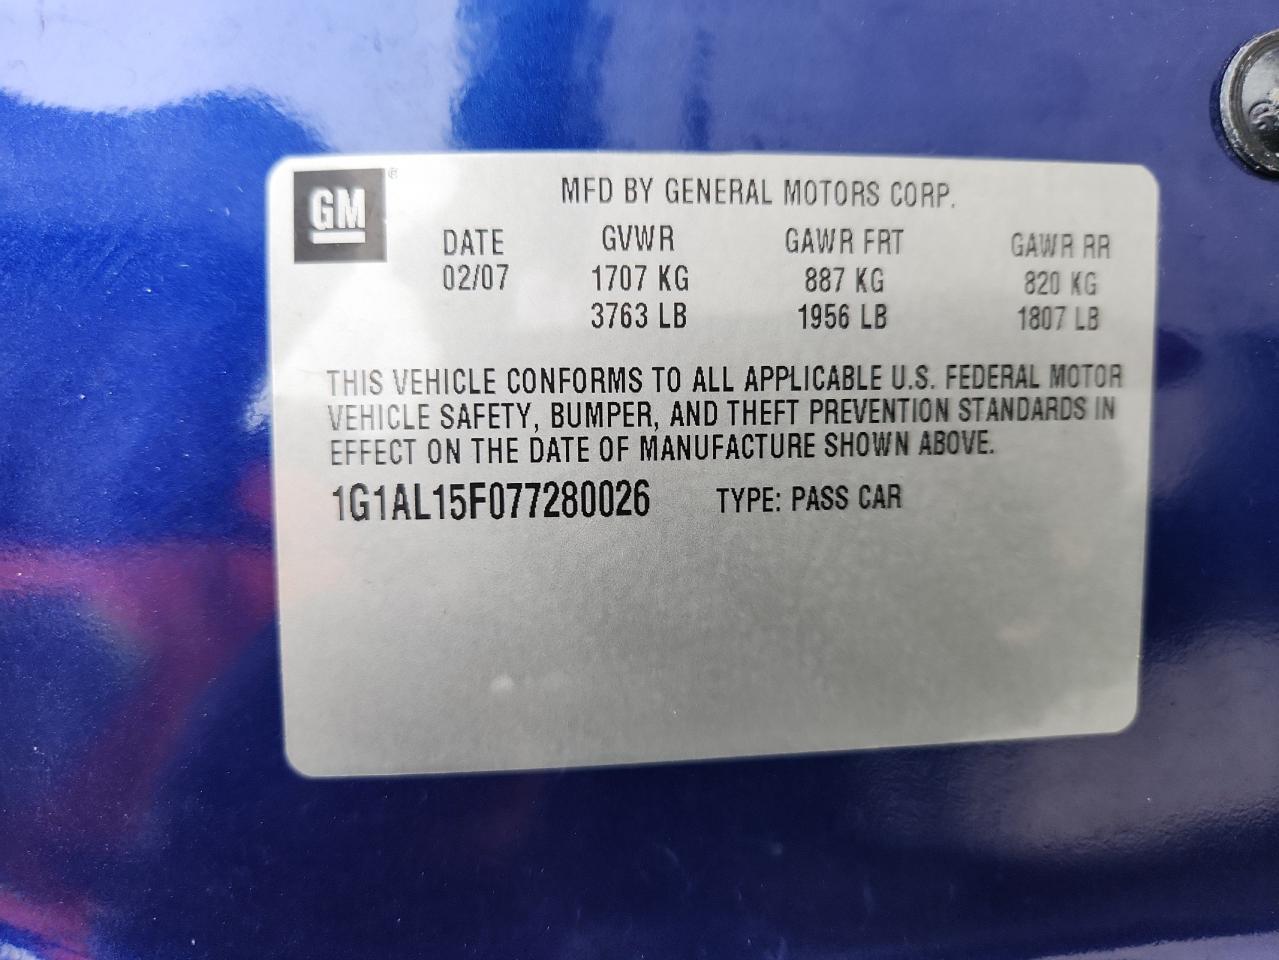 GM ®
MFD BY GENERAL MOTORS CORP.
DATE GVWR GAWR FRT GAWR RR
02/07 1707 KG 887 KG 820 KG
3763 LB 1956 LB 1807 LB
THIS VEHICLE CONFORMS TO ALL APPLICABLE U.S. FEDERAL MOTOR
VEHICLE SAFETY, BUMPER, AND THEFT PREVENTION STANDARDS IN
EFFECT ON THE DATE OF MANUFACTURE SHOWN ABOVE.
1G1AL15F077280026 TYPE: PASS CAR